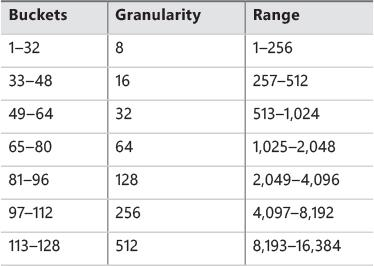 Buckets Granularity Range
1–32 8 1–256
33–48 16 257–512
49–64 32 513–1,024
65–80 64 1,025–2,048
81–96 128 2,049–4,096
97–112 256 4,097–8,192
113–128 512 8,193–16,384